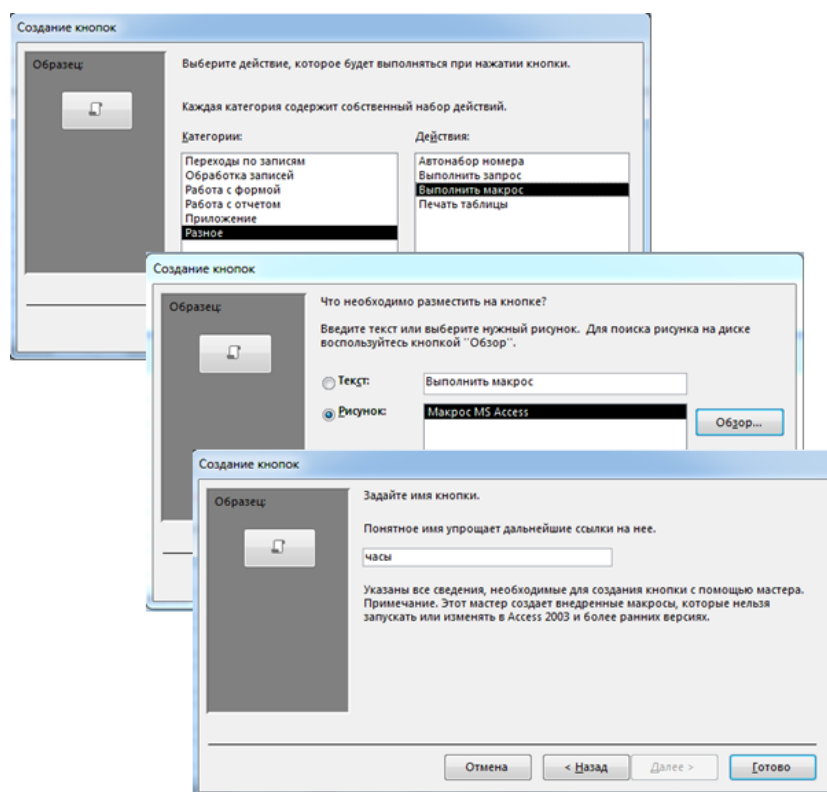 Создание кнопок
Образец:
Выберите действие, которое будет выполняться при нажатии кнопки.
Каждая категория содержит собственный набор действий.
Категории:
Действия:
Переходы по записям
Обработка записей
Работа с формой
Работа с отчетом
Приложение
Разное
Автонабор номера
Выполнить запрос
Выполнить макрос
Печать таблицы
Создание кнопок
Образец:
Что необходимо разместить на кнопке?
Введите текст или выберите нужный рисунок. Для поиска рисунка на диске
воспользуйтесь кнопкой "Обзор".
Текст:
Выполнить макрос
Рисунок:
Макрос MS Access
Обзор...
Создание кнопок
Образец:
Задайте имя кнопки.
Понятное имя упрощает дальнейшие ссылки на нее.
часы
Указаны все сведения, необходимые для создания кнопки с помощью мастера.
Примечание. Этот мастер создает внедренные макросы, которые нельзя
запускать или изменять в Access 2003 и более ранних версиях.
Отмена
< Назад
Далее >
Готово